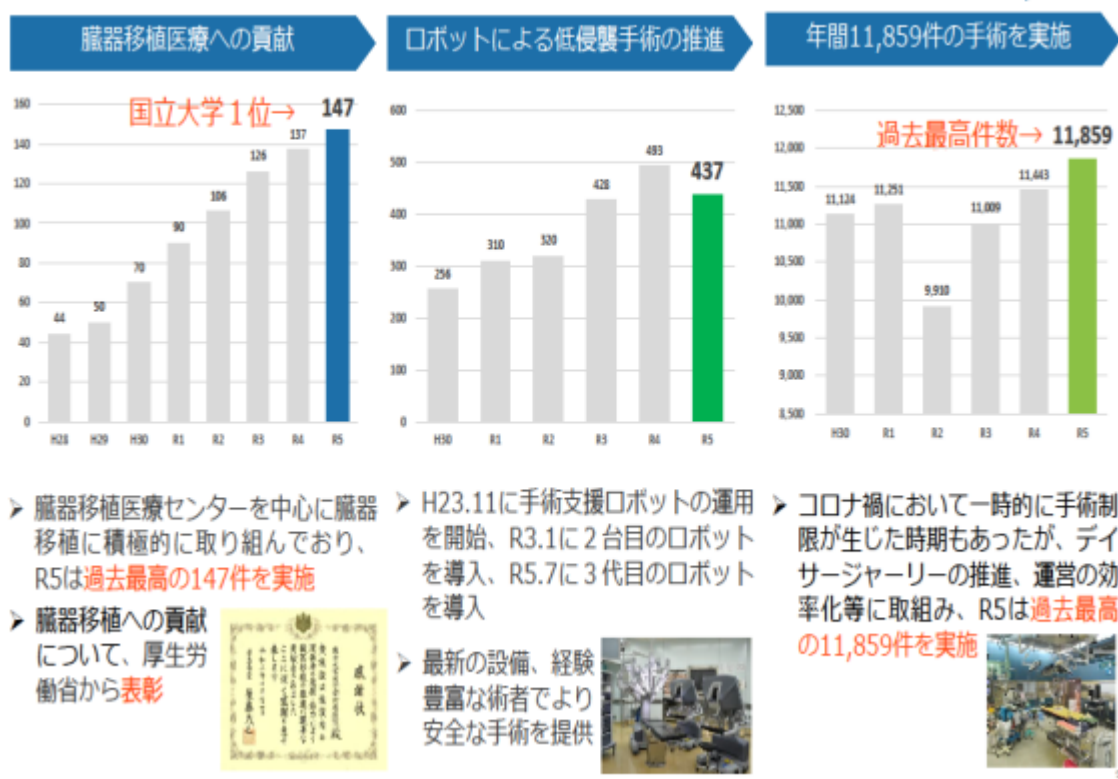 臓器移植医療への貢献
160
140
120
100
80
60
40
20
0
国立大学1位→
44
50
70
90
106
126
137
147
H28
H29
H30
R1
R2
R3
R4
R5
➢ 臓器移植医療センターを中心に臓器
移植に積極的に取り組んでおり、
R5は過去最高の147件を実施
➢ 臓器移植への貢献
について、厚生労
働省から表彰
感謝状
ロボットによる低侵襲手術の推進
600
500
400
300
200
100
0
256
310
320
428
493
437
H30
R1
R2
R3
R4
R5
➢ H23.11に手術支援ロボットの運用
を開始、R3.1に2台目のロボット
を導入、R5.7に3代目のロボット
を導入
➢ 最新の設備、経験
豊富な術者でより
安全な手術を提供
年間11,859件の手術を実施
12,500
12,000
11,500
11,000
10,500
10,000
9,500
9,000
8,500
過去最高件数→
11,124
11,251
9,910
11,009
11,443
11,859
H30
R1
R2
R3
R4
R5
➢ コロナ禍において一時的に手術制
限が生じた時期もあったが、デイ
サージャーリーの推進、運営の効
率化等に取組み、R5は過去最高
の11,859件を実施